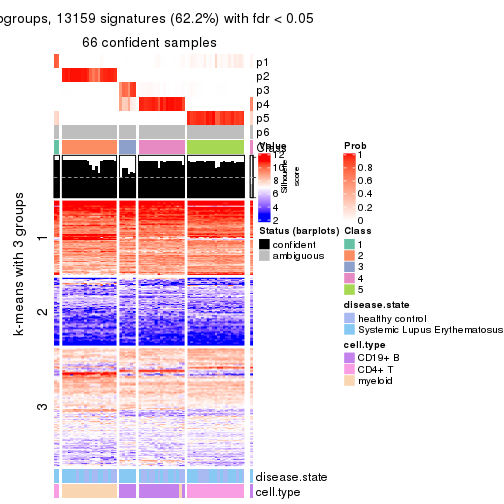 ogroups, 13159 signatures (62.2%) with fdr < 0.05
66 confident samples
p1
p2
p3
p4
p5
p6
Class
Silhouette
score
k-means with 3 groups
1
2
3
Value
12
10
8
6
4
2
Prob
1
0.8
0.6
0.4
0.2
0
Status (barplots)
confident
ambiguous
Class
1
2
3
4
5
disease.state
healthy control
Systemic Lupus Erythematosus
cell.type
CD19+ B
CD4+ T
myeloid
disease.state
cell.type